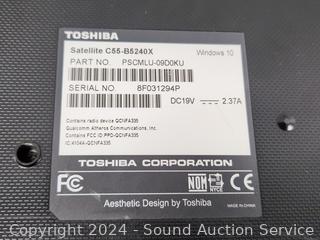 TOSHIBA
Satellite C55-B5240X Windows 10
PART NO. PSCMLU-09D0KU
SERIAL NO. 8F031294P
DC19V 2.37A
Contains radio device QCNFA335
Qualcomm Atheros Communications, Inc.
Contains FCC ID: PPD-QCNFA335
IC:4104A-QCNFA335
TOSHIBA CORPORATION
FC NOM NYCE
MADE IN CHINA
Aesthetic Design by Toshiba
Copyright © 2024 - Sound Auction Service